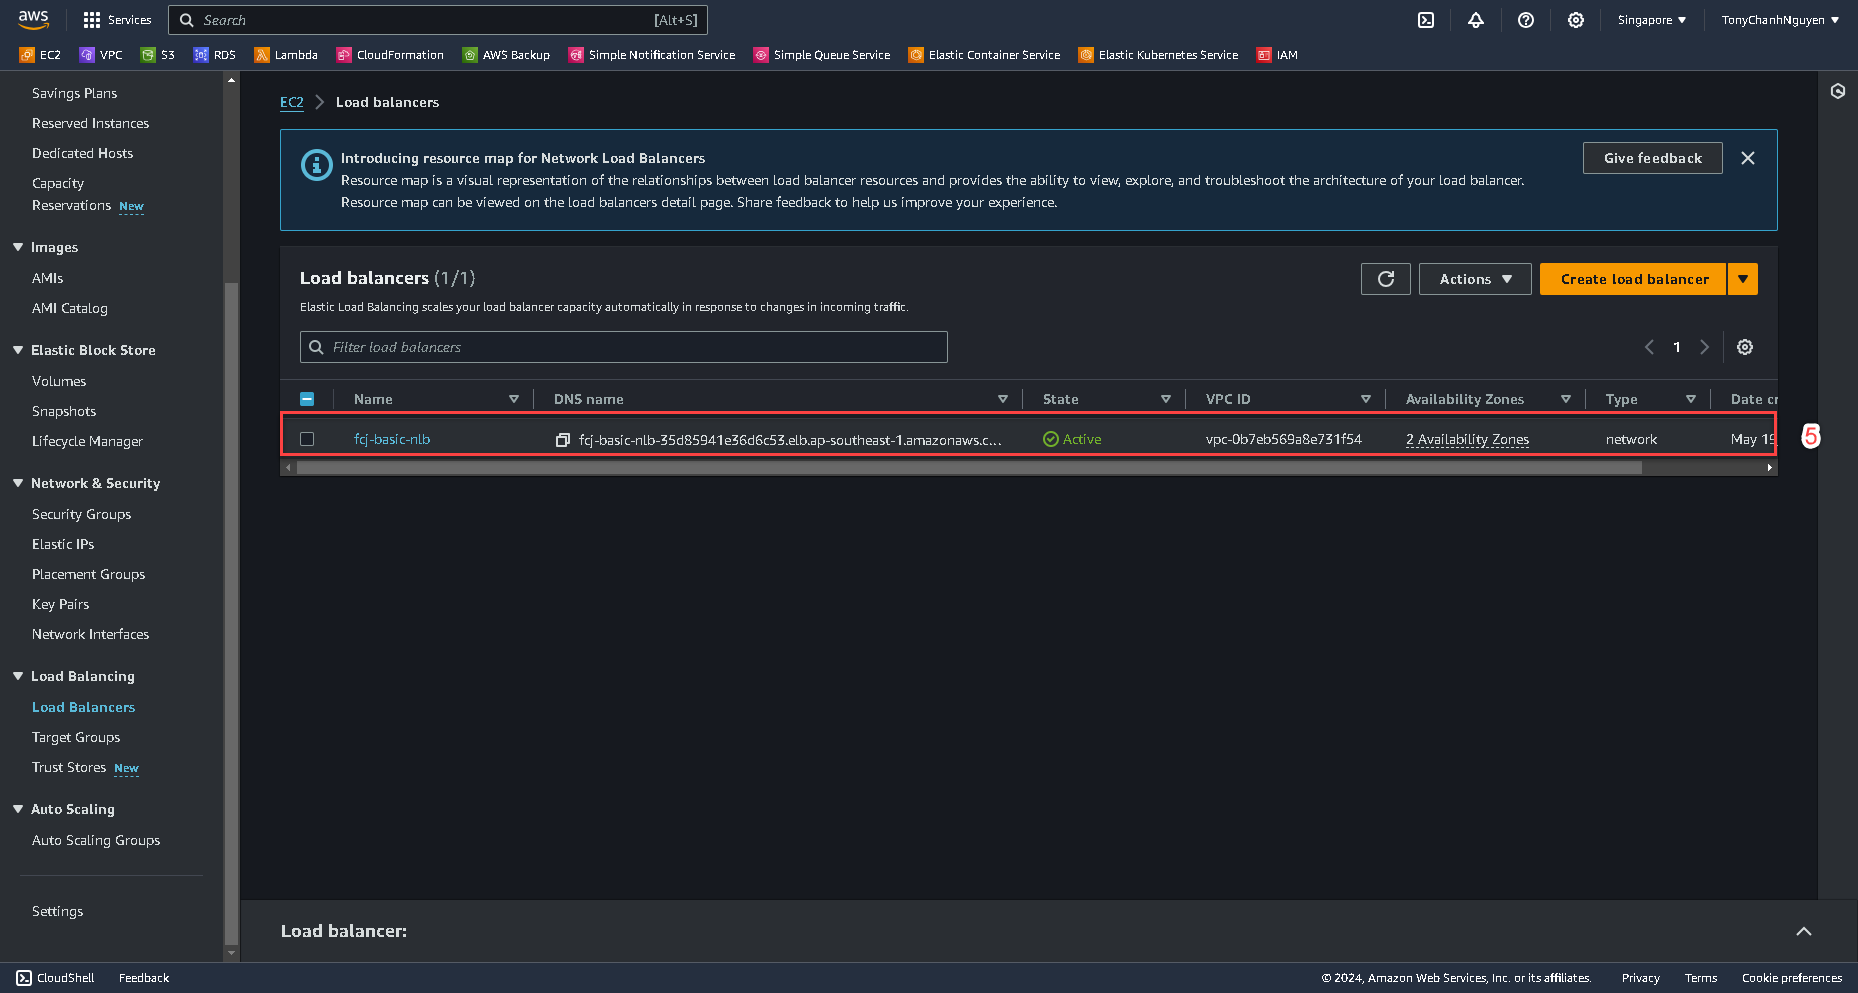 aws
Services
Search
[Alt+S]
Singapore
TonyChanhNguyen
EC2
VPC
S3
RDS
Lambda
CloudFormation
AWS Backup
Simple Notification Service
Simple Queue Service
Elastic Container Service
Elastic Kubernetes Service
IAM
Savings Plans
Reserved Instances
Dedicated Hosts
Capacity
Reservations New
Images
AMIs
AMI Catalog
Elastic Block Store
Volumes
Snapshots
Lifecycle Manager
Network & Security
Security Groups
Elastic IPs
Placement Groups
Key Pairs
Network Interfaces
Load Balancing
Load Balancers
Target Groups
Trust Stores New
Auto Scaling
Auto Scaling Groups
Settings
EC2 Load balancers
Introducing resource map for Network Load Balancers
Resource map is a visual representation of the relationships between load balancer resources and provides the ability to view, explore, and troubleshoot the architecture of your load balancer.
Resource map can be viewed on the load balancers detail page. Share feedback to help us improve your experience.
Give feedback
Load balancers (1/1)
Elastic Load Balancing scales your load balancer capacity automatically in response to changes in incoming traffic.
Actions
Create load balancer
Filter load balancers
1
Name DNS name State VPC ID Availability Zones Type Date cr
fcj-basic-nlb fcj-basic-nlb-35d85941e36d6c53.elb.ap-southeast-1.amazonaws.c... Active vpc-0b7eb569a8e731f54 2 Availability Zones network May 19
5
Load balancer:
CloudShell
Feedback
© 2024, Amazon Web Services, Inc. or its affiliates.
Privacy
Terms
Cookie preferences